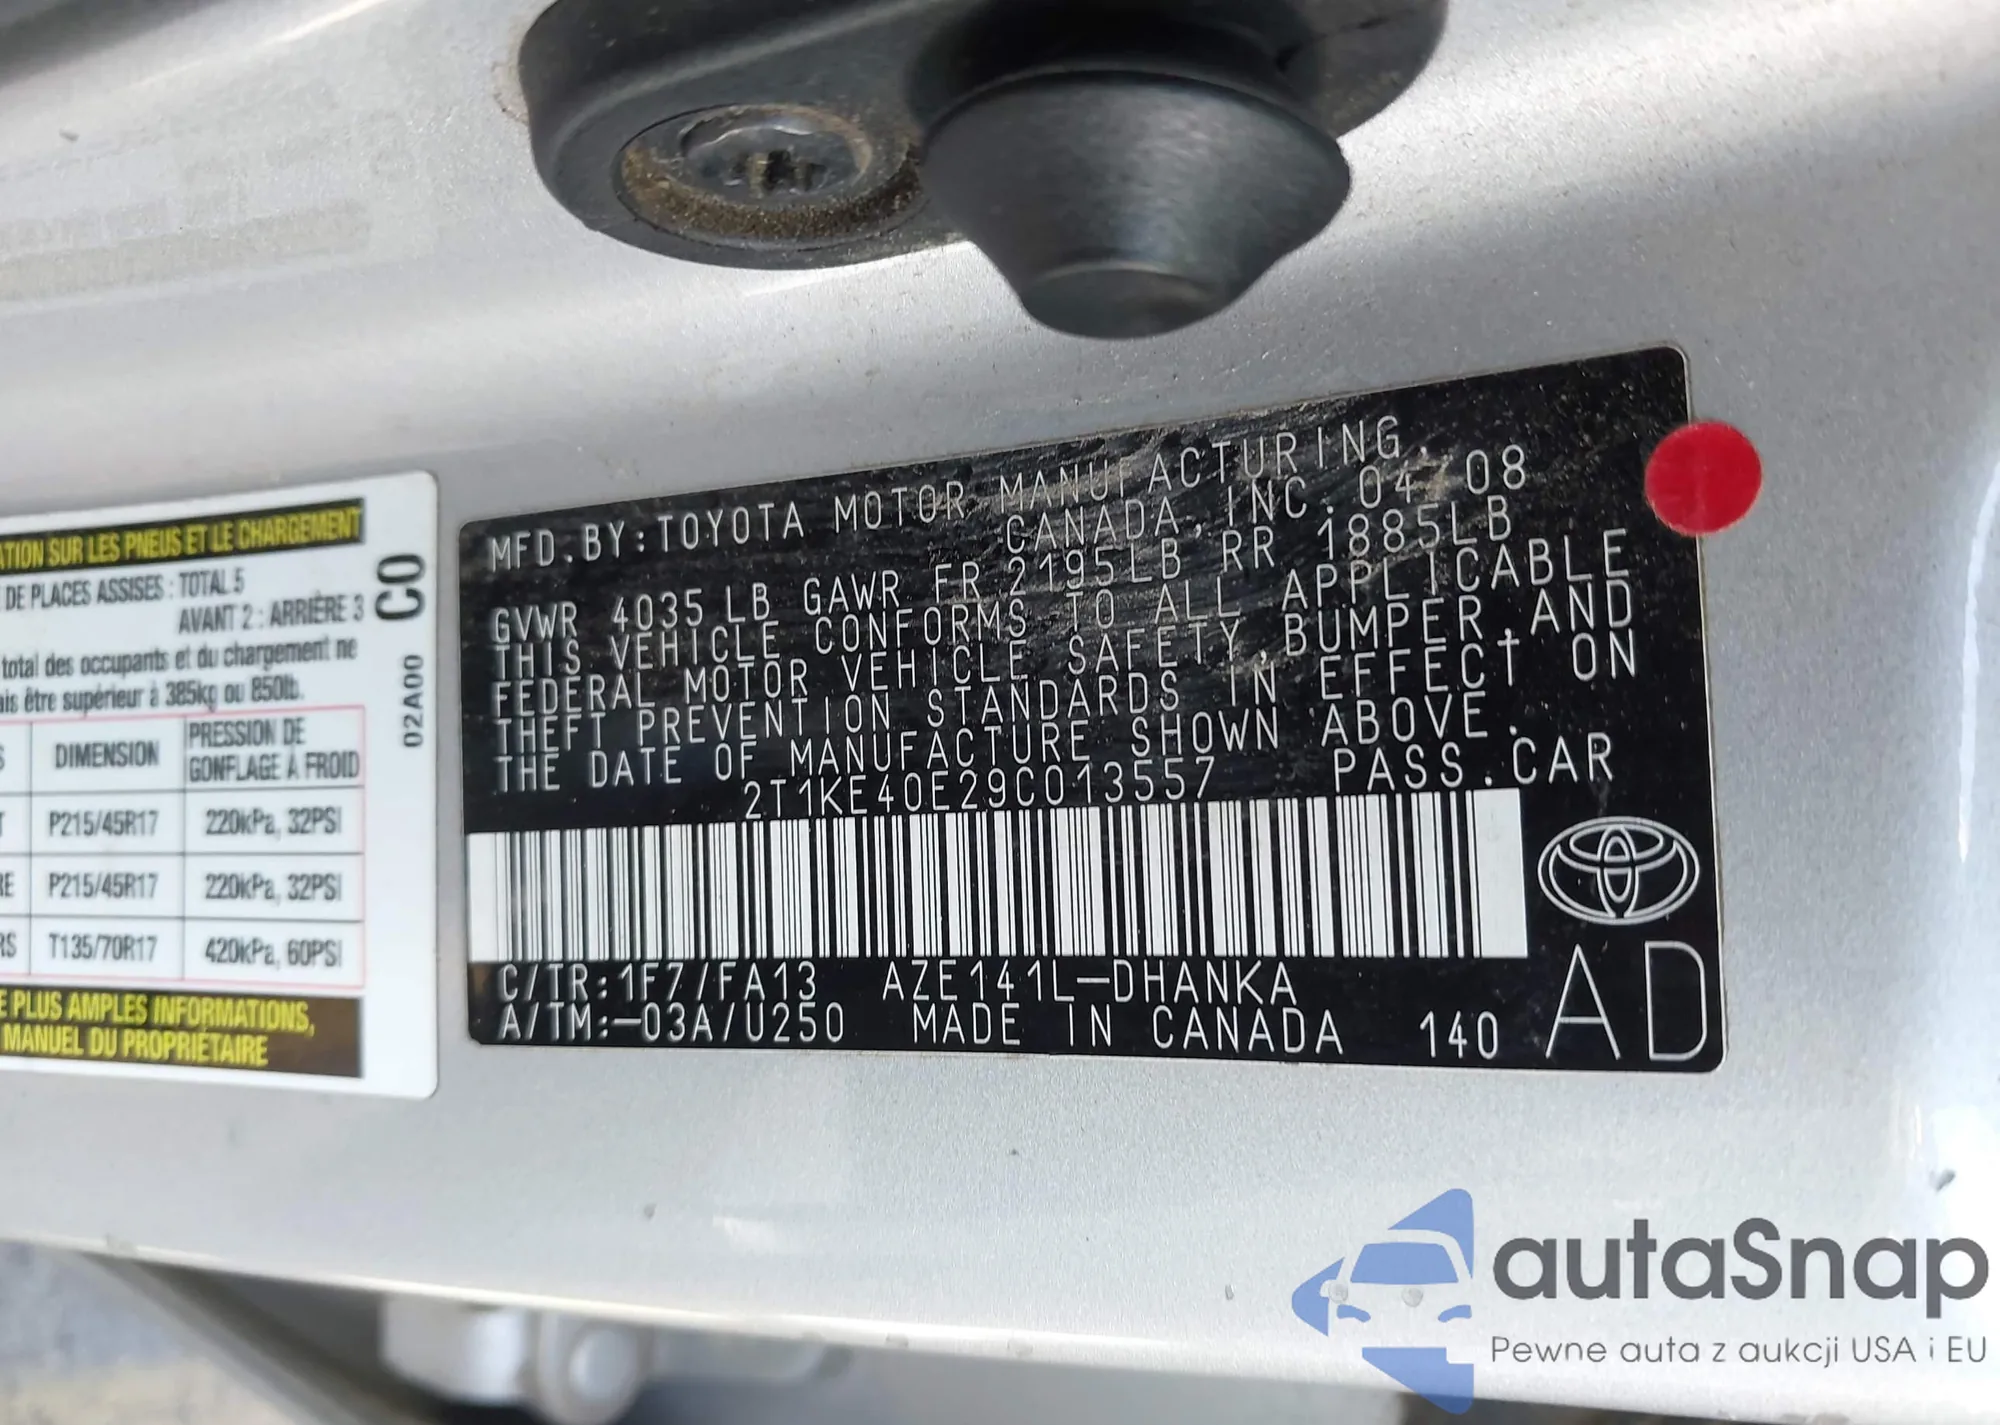 ATION SUR LES PNEUS ET LE CHARGEMENT
DE PLACES ASSISES : TOTAL 5
AVANT 2 : ARRIÈRE 3
total des occupants et du chargement ne
ais être supérieur à 385kg ou 850lb.
DIMENSION PRESSION DE GONFLAGE À FROID
T P215/45R17 220kPa, 32PSI
RE P215/45R17 220kPa, 32PSI
RS T135/70R17 420kPa, 60PSI
E PLUS AMPLES INFORMATIONS,
MANUEL DU PROPRIÉTAIRE
CO
02A00
MFD.BY:TOYOTA MOTOR MANUFACTURING,
CANADA,INC.04/08
GVWR 4035LB GAWR FR 2195LB RR 1885LB
THIS VEHICLE CONFORMS TO ALL APPLICABLE
FEDERAL MOTOR VEHICLE SAFETY,BUMPER,AND
THEFT PREVENTION STANDARDS IN EFFECT ON
THE DATE OF MANUFACTURE SHOWN ABOVE.
2T1KE40E29C013557 PASS.CAR
C/TR:1F7/FA13 AZE141L-DHANKA
A/TM:-03A/U250 MADE IN CANADA 140
AD
autaSnap
Pewne auta z aukcji USA i EU